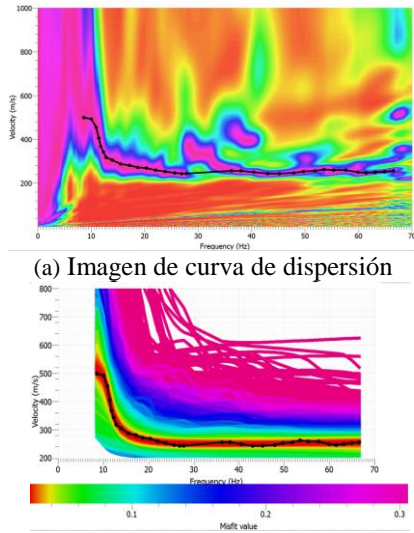 1000
800
600
400
200
Velocity (m/s)
0 10 20 30 40 50 60 70
Frequency (Hz)
(a) Imagen de curva de dispersión
800
700
600
500
400
300
200
Velocity (m/s)
0 10 20 30 40 50 60 70
Frequency (Hz)
0.1 0.2 0.3
Misfit value